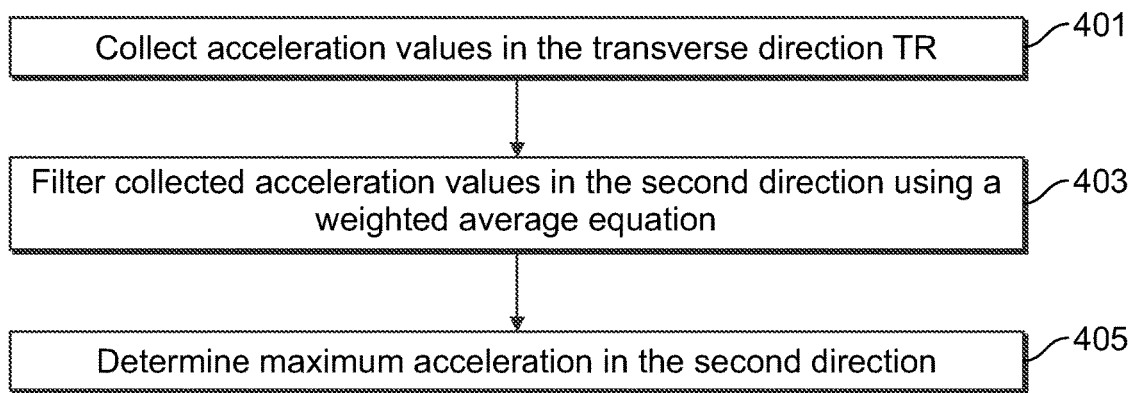 Collect acceleration values in the transverse direction TR
401
Filter collected acceleration values in the second direction using a
weighted average equation
403
Determine maximum acceleration in the second direction
405